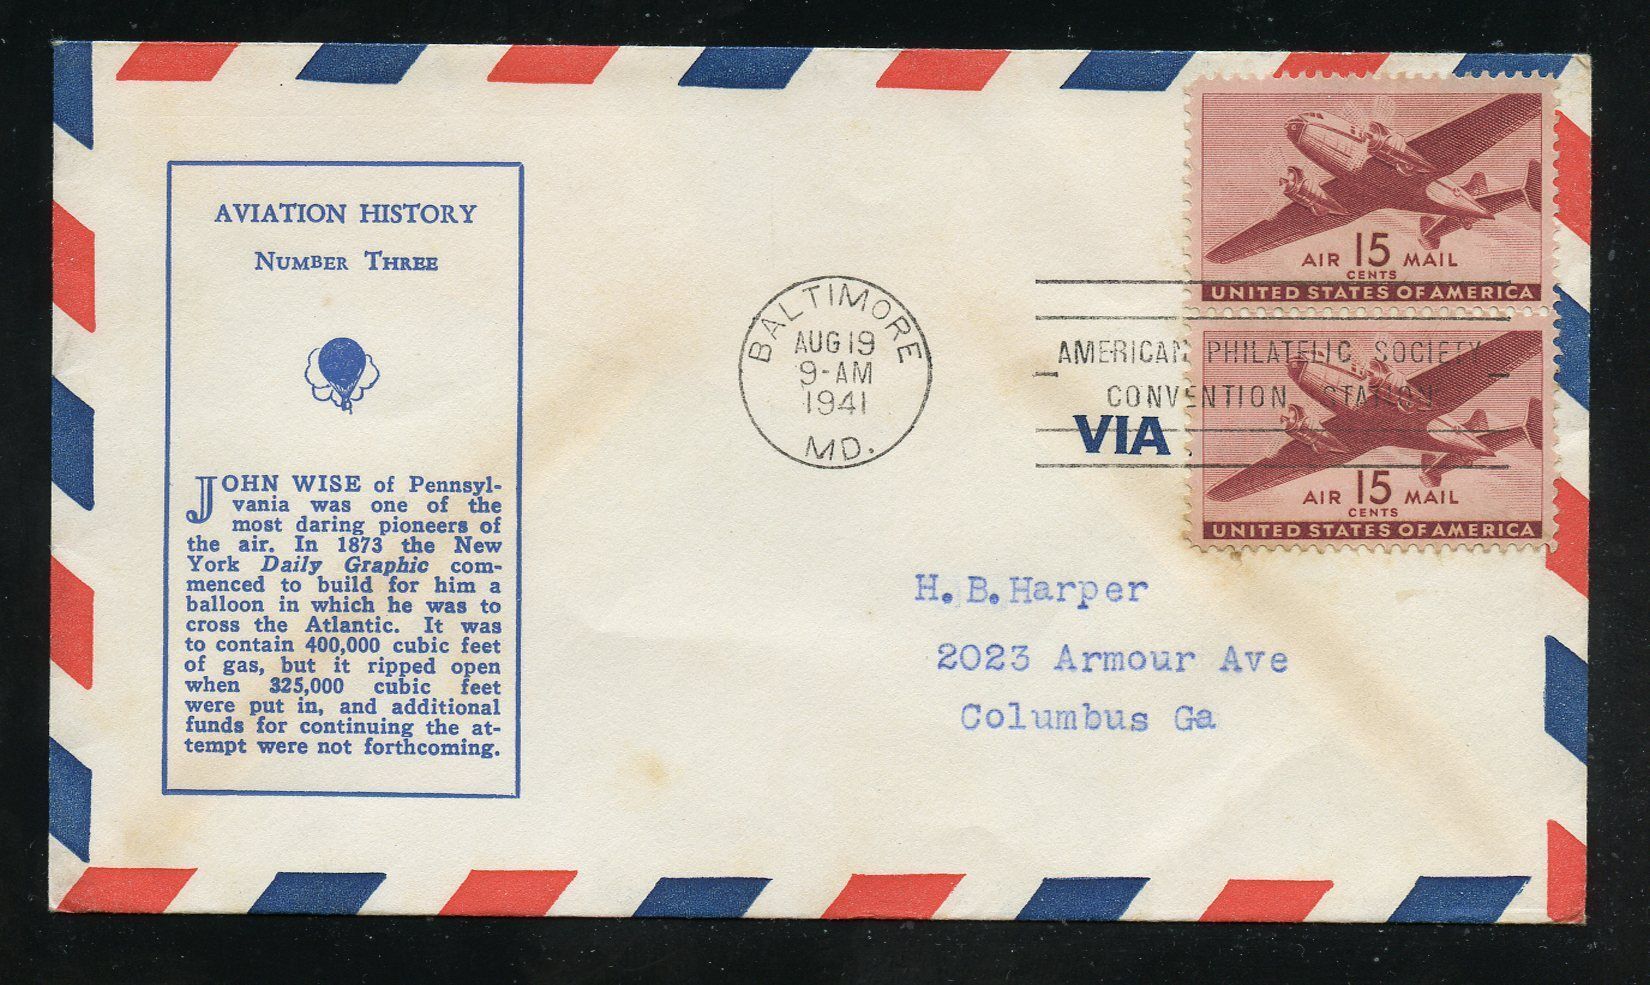 AVIATION HISTORY
NUMBER THREE
JOHN WISE of Pennsyl-
vania was one of the
most daring pioneers of
the air. In 1873 the New
York Daily Graphic com-
menced to build for him a
balloon in which he was to
cross the Atlantic. It was
to contain 400,000 cubic feet
of gas, but it ripped open
when 325,000 cubic feet
were put in, and additional
funds for continuing the at-
tempt were not forthcoming.
BALTIMORE
AUG 19
9-AM
1941
MD.
AIR 15 MAIL
CENTS
UNITED STATES OF AMERICA
AMERICAN PHILATELIC SOCIETY
CONVENTION STATION
VIA
AIR 15 MAIL
CENTS
UNITED STATES OF AMERICA
H. B. Harper
2023 Armour Ave
Columbus Ga